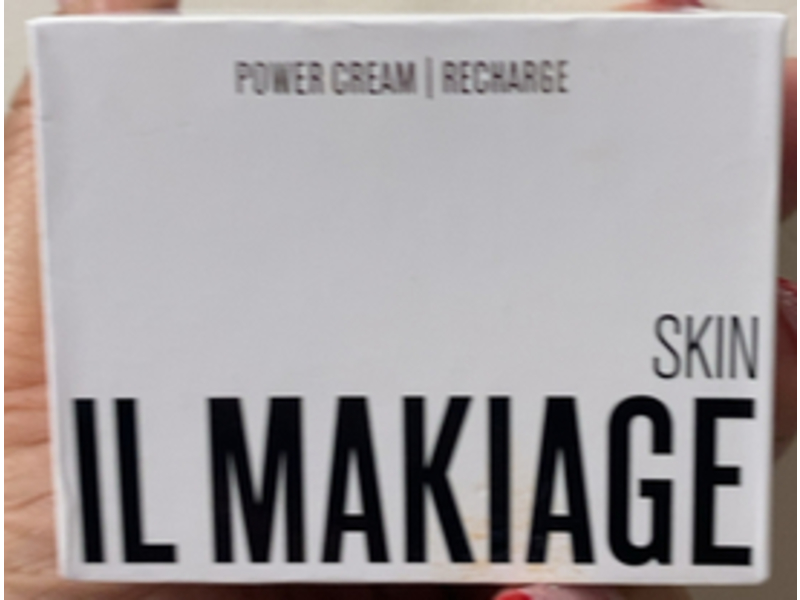 POWER CREAM | RECHARGE
SKIN
IL MAKIAGE